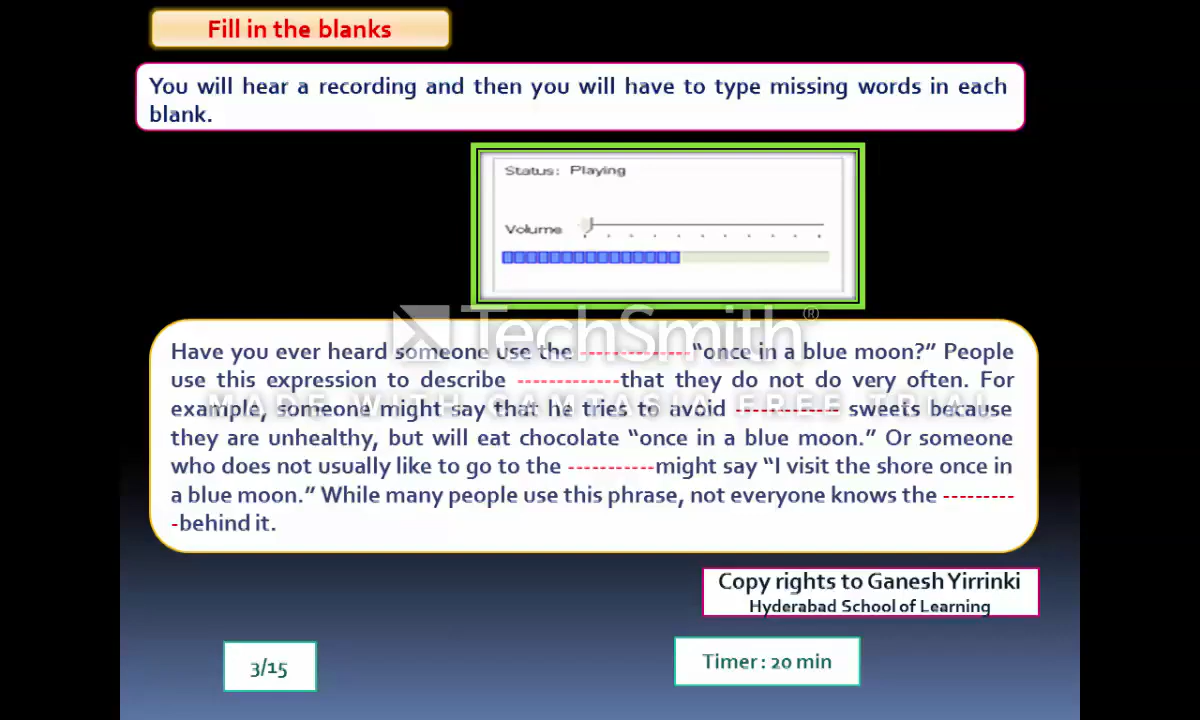 Fill in the blanks
You will hear a recording and then you will have to type missing words in each
blank.
Status: Playing
Volume
TechSmith®
MADE WITH CAMTASIA FREE TRIAL
Have you ever heard someone use the ------------ “once in a blue moon?” People
use this expression to describe ------------that they do not do very often. For
example, someone might say that he tries to avoid ------------ sweets because
they are unhealthy, but will eat chocolate “once in a blue moon.” Or someone
who does not usually like to go to the -----------might say “I visit the shore once in
a blue moon.” While many people use this phrase, not everyone knows the ---------
-behind it.
Copy rights to Ganesh Yirrinki
Hyderabad School of Learning
3/15
Timer : 20 min